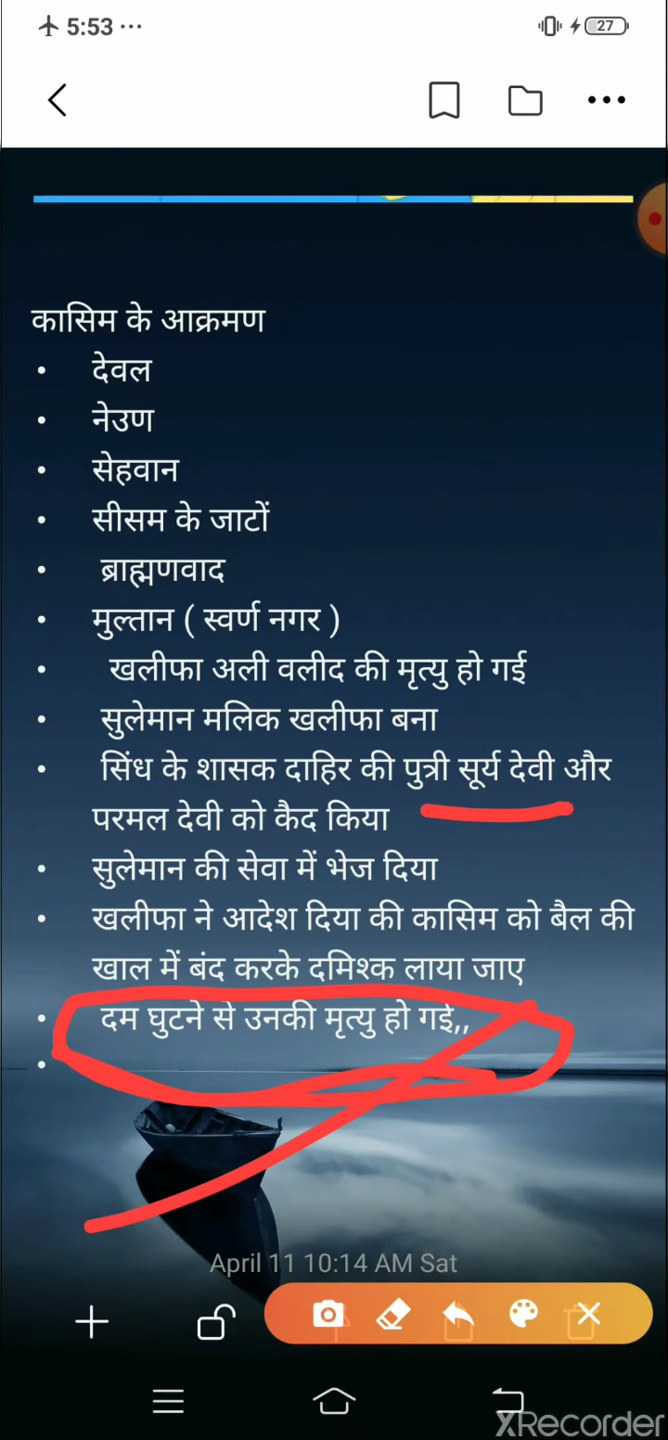 5:53 ...
27
कासिम के आक्रमण
• देवल
• नेउण
• सेहवान
• सीसम के जाटों
• ब्राह्मणवाद
• मुल्तान ( स्वर्ण नगर )
• खलीफा अली वलीद की मृत्यु हो गई
• सुलेमान मलिक खलीफा बना
• सिंध के शासक दाहिर की पुत्री सूर्य देवी और
परमल देवी को कैद किया
• सुलेमान की सेवा में भेज दिया
• खलीफा ने आदेश दिया की कासिम को बैल की
खाल में बंद करके दमिश्क लाया जाए
• दम घुटने से उनकी मृत्यु हो गई,,
•
April 11 10:14 AM Sat
XRecorder